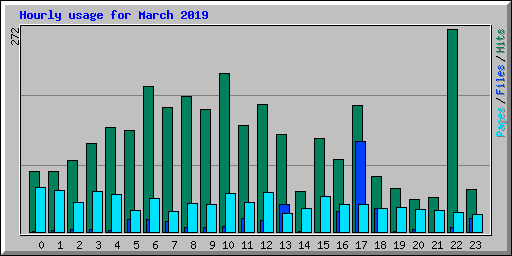 Hourly usage for March 2019
272
Pages/Files/Hits
0 1 2 3 4 5 6 7 8 9 10 11 12 13 14 15 16 17 18 19 20 21 22 23